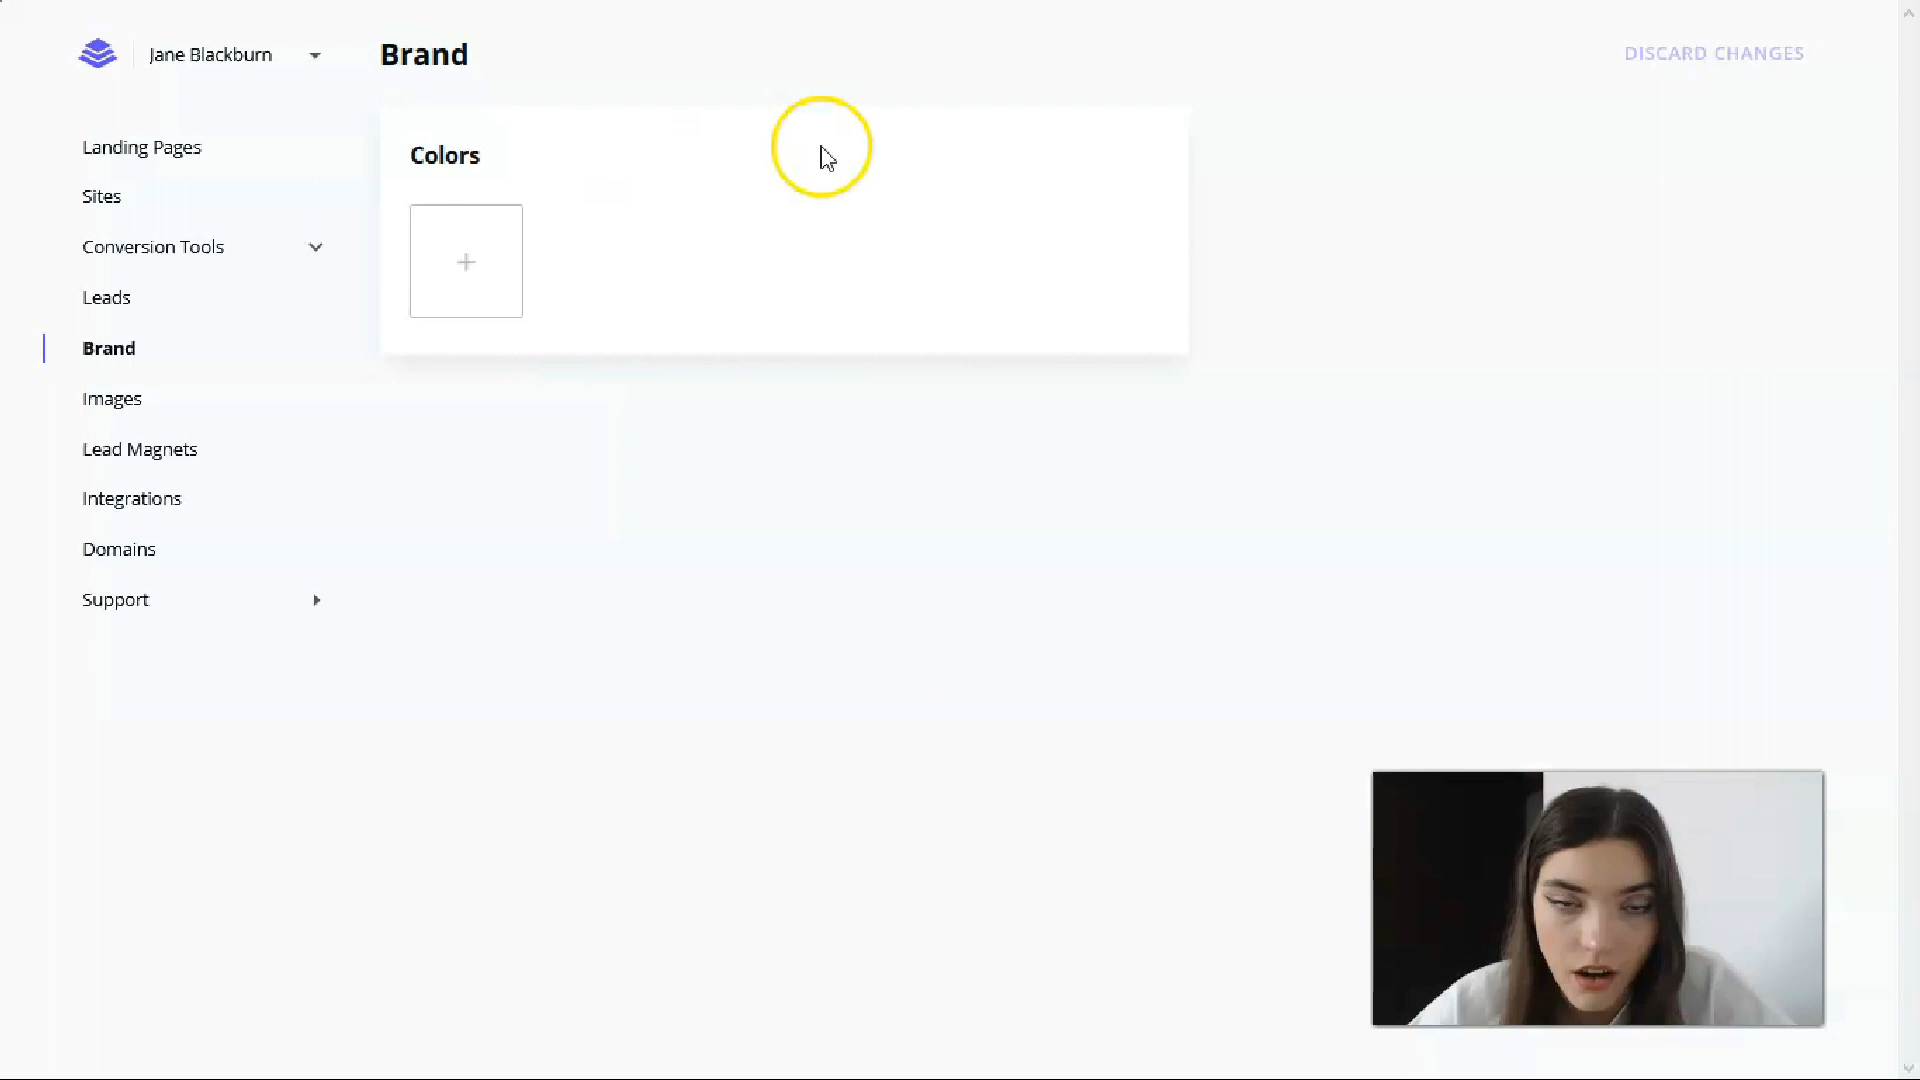 Jane Blackburn
Brand
DISCARD CHANGES
Landing Pages
Sites
Conversion Tools
Leads
Brand
Images
Lead Magnets
Integrations
Domains
Support
Colors
+